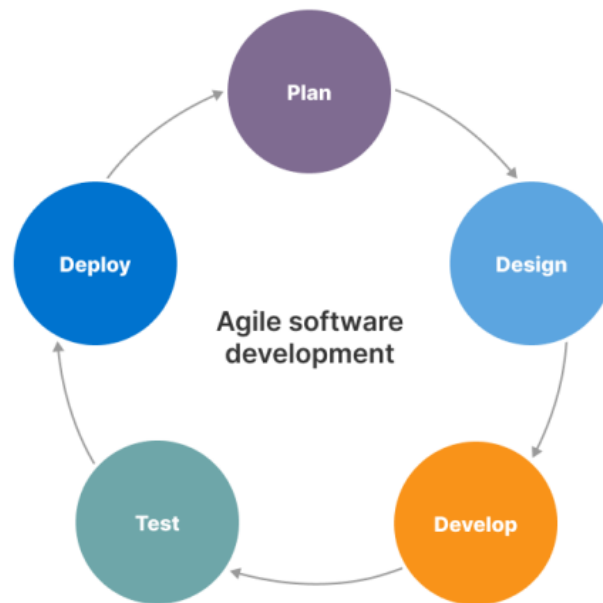 Plan
Design
Develop
Test
Deploy
Agile software
development